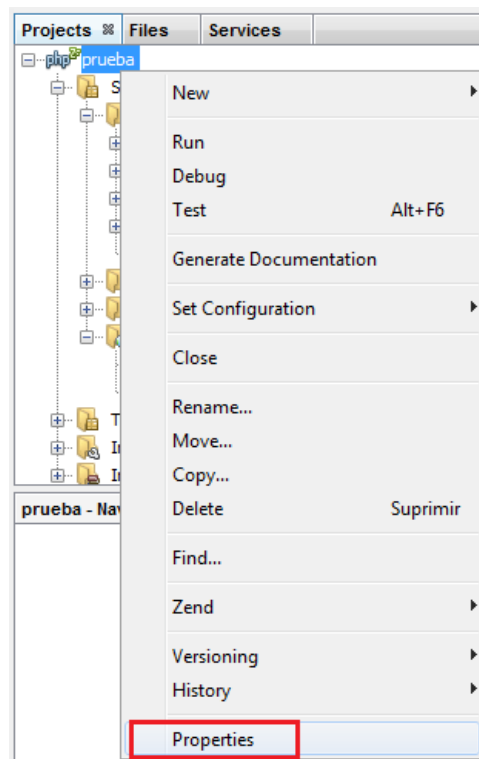 Projects Files Services
php prueba
S
New
Run
Debug
Test Alt+F6
Generate Documentation
Set Configuration
Close
Rename...
T
Move...
I
Copy...
I
Delete Suprimir
prueba - Na
Find...
Zend
Versioning
History
Properties